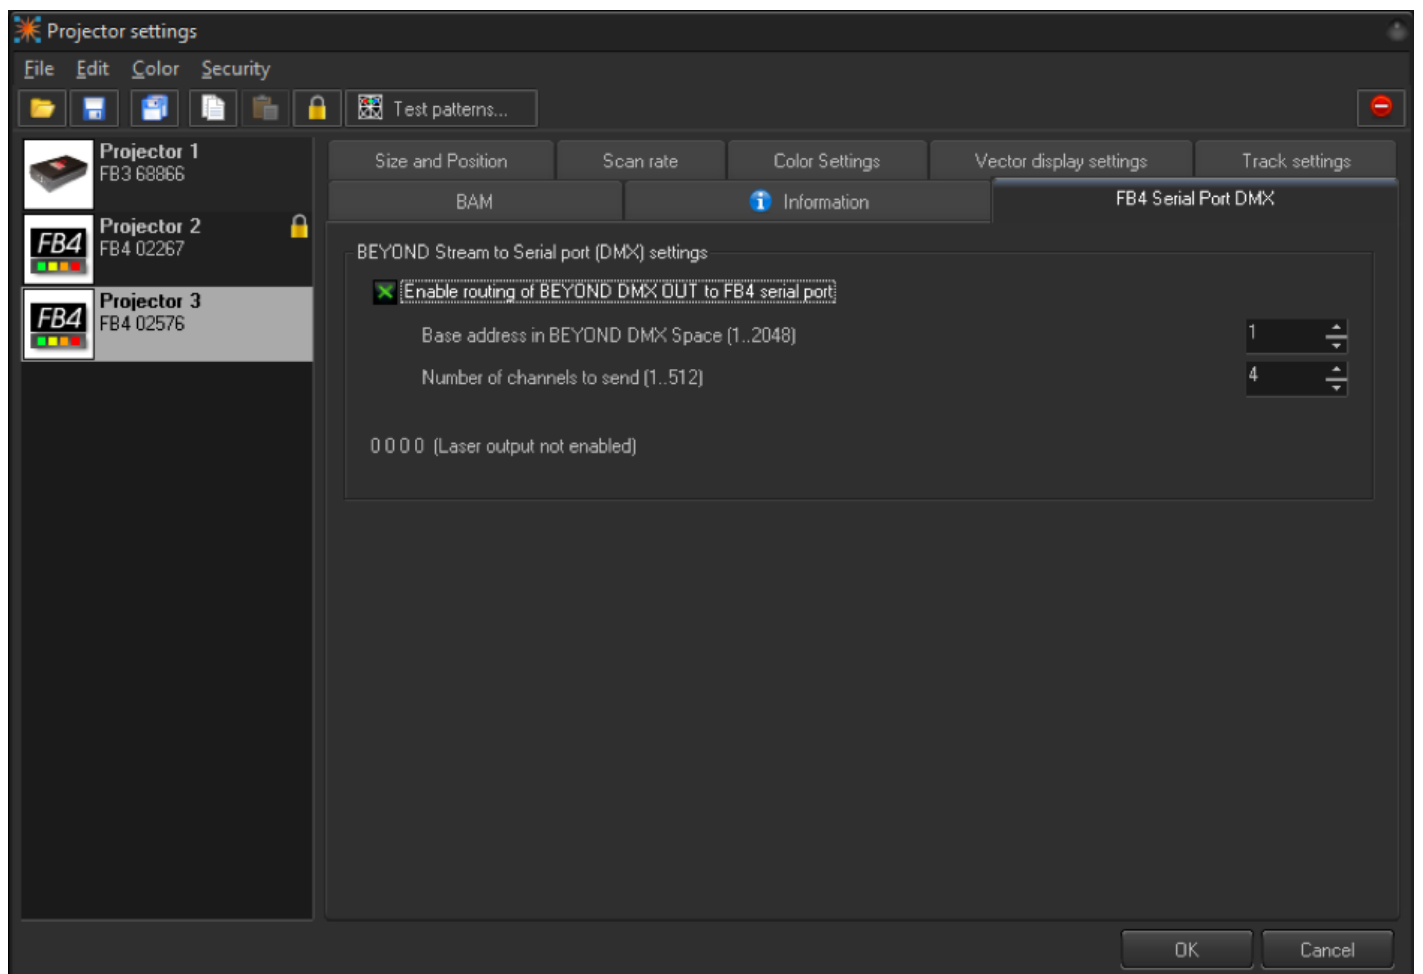 Projector settings
File Edit Color Security
Test patterns...
Projector 1
FB3 68866
FB4
Projector 2
FB4 02267
FB4
Projector 3
FB4 02576
Size and Position Scan rate Color Settings Vector display settings Track settings
BAM Information FB4 Serial Port DMX
BEYOND Stream to Serial port (DMX) settings
Enable routing of BEYOND DMX OUT to FB4 serial port
Base address in BEYOND DMX Space (1..2048) 1
Number of channels to send (1..512) 4
0 0 0 0 (Laser output not enabled)
OK Cancel